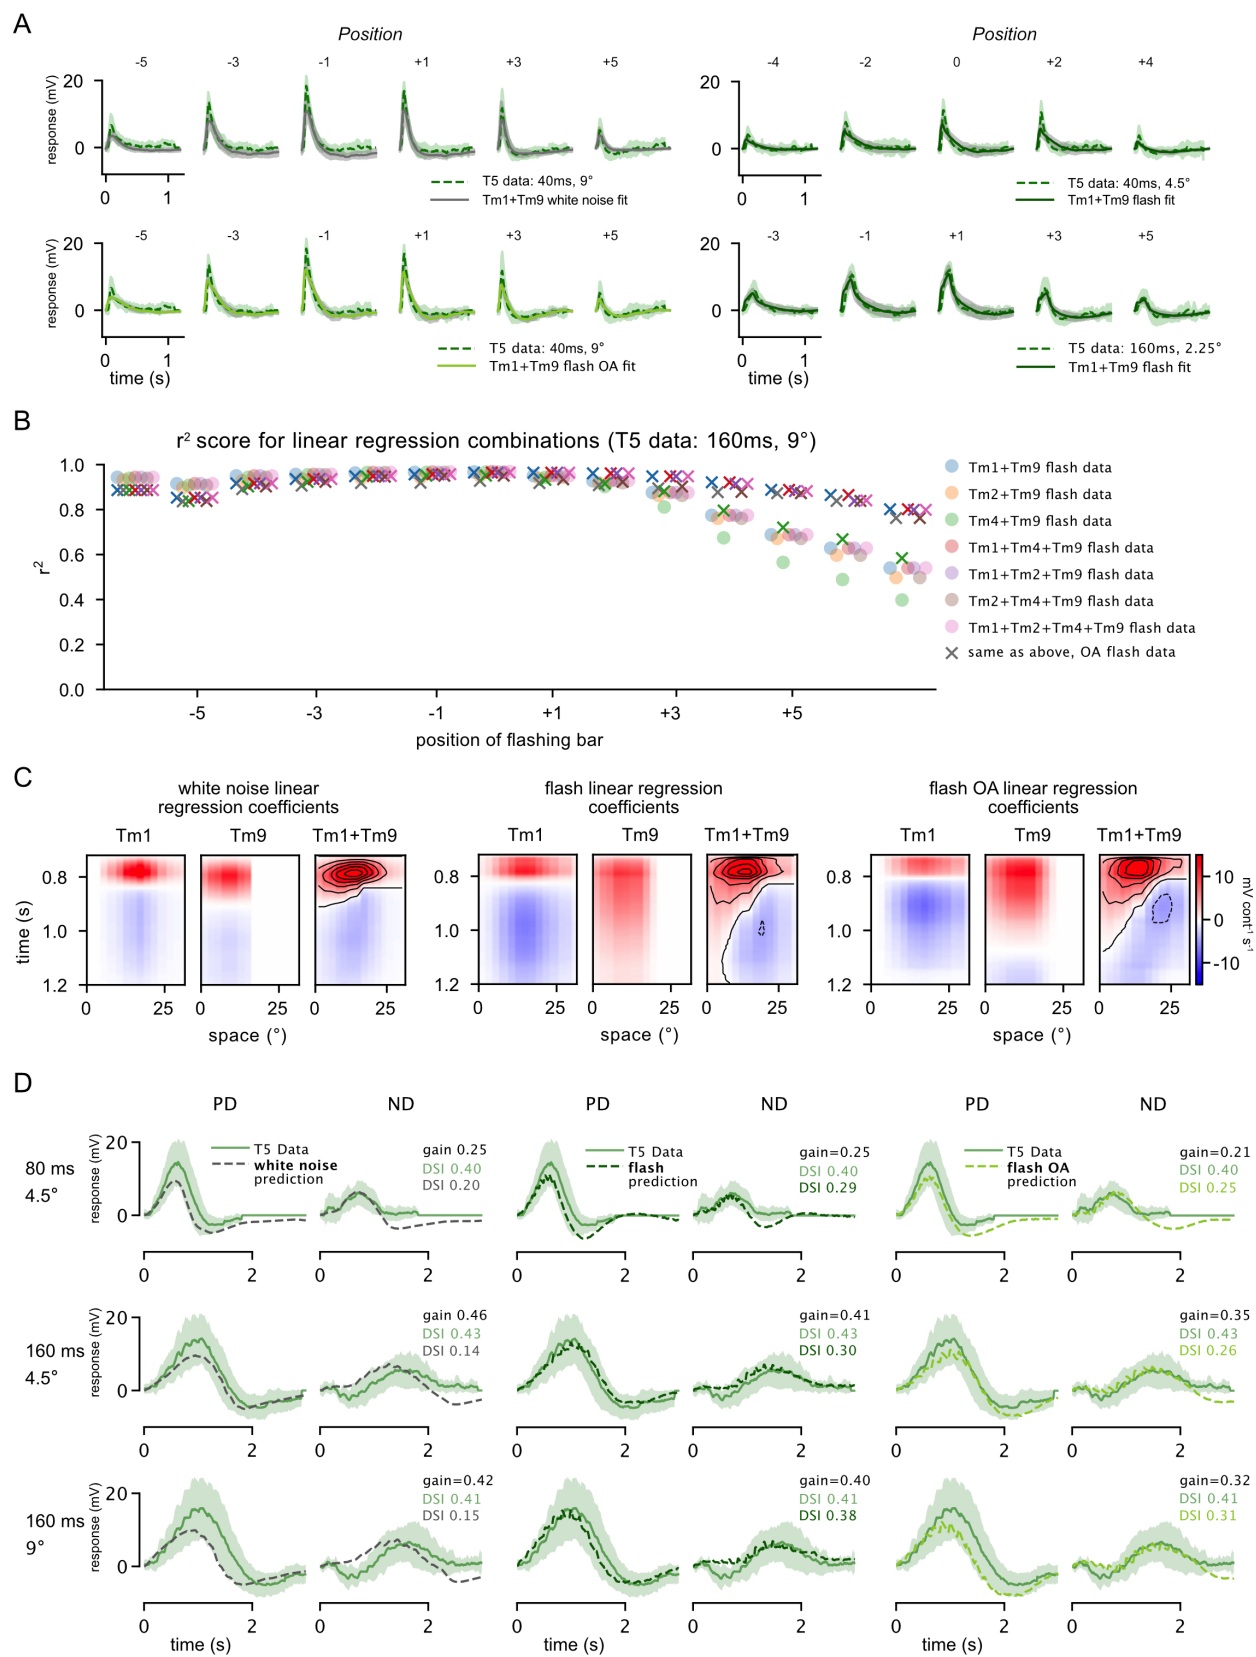 A
Position
-5 -3 -1 +1 +3 +5
20
0
response (mV)
T5 data: 40ms, 9°
Tm1+Tm9 white noise fit
0 1
Position
-4 -2 0 +2 +4
20
0
T5 data: 40ms, 4.5°
Tm1+Tm9 flash fit
0 1
-5 -3 -1 +1 +3 +5
20
0
response (mV)
T5 data: 40ms, 9°
Tm1+Tm9 flash OA fit
0 1
time (s)
-3 -1 +1 +3 +5
20
0
T5 data: 160ms, 2.25°
Tm1+Tm9 flash fit
0 1
time (s)
B
r² score for linear regression combinations (T5 data: 160ms, 9°)
1.0
0.8
0.6
0.4
0.2
0.0
r²
-5 -3 -1 +1 +3 +5
position of flashing bar
Tm1+Tm9 flash data
Tm2+Tm9 flash data
Tm4+Tm9 flash data
Tm1+Tm4+Tm9 flash data
Tm1+Tm2+Tm9 flash data
Tm2+Tm4+Tm9 flash data
Tm1+Tm2+Tm4+Tm9 flash data
same as above, OA flash data
C
white noise linear
regression coefficients
Tm1 Tm9 Tm1+Tm9
0.8
1.0
1.2
time (s)
0 25 0 25 0 25
space (°)
flash linear regression
coefficients
Tm1 Tm9 Tm1+Tm9
0.8
1.0
1.2
0 25 0 25 0 25
space (°)
flash OA linear regression
coefficients
Tm1 Tm9 Tm1+Tm9
0.8
1.0
1.2
0 25 0 25 0 25
space (°)
10
0
-10
mV cont⁻¹ s⁻¹
D
PD ND PD ND PD ND
80 ms
4.5°
response (mV)
20
0
T5 Data
white noise
prediction
gain 0.25
DSI 0.40
DSI 0.20
T5 Data
flash
prediction
gain=0.25
DSI 0.40
DSI 0.29
T5 Data
flash OA
prediction
gain=0.21
DSI 0.40
DSI 0.25
0 2 0 2 0 2 0 2 0 2 0 2
160 ms
4.5°
response (mV)
20
0
gain 0.46
DSI 0.43
DSI 0.14
gain=0.41
DSI 0.43
DSI 0.30
gain=0.35
DSI 0.43
DSI 0.26
0 2 0 2 0 2 0 2 0 2 0 2
160 ms
9°
response (mV)
20
0
gain=0.42
DSI 0.41
DSI 0.15
gain=0.40
DSI 0.41
DSI 0.38
gain=0.32
DSI 0.41
DSI 0.31
0 2 0 2 0 2 0 2 0 2 0 2
time (s) time (s) time (s)